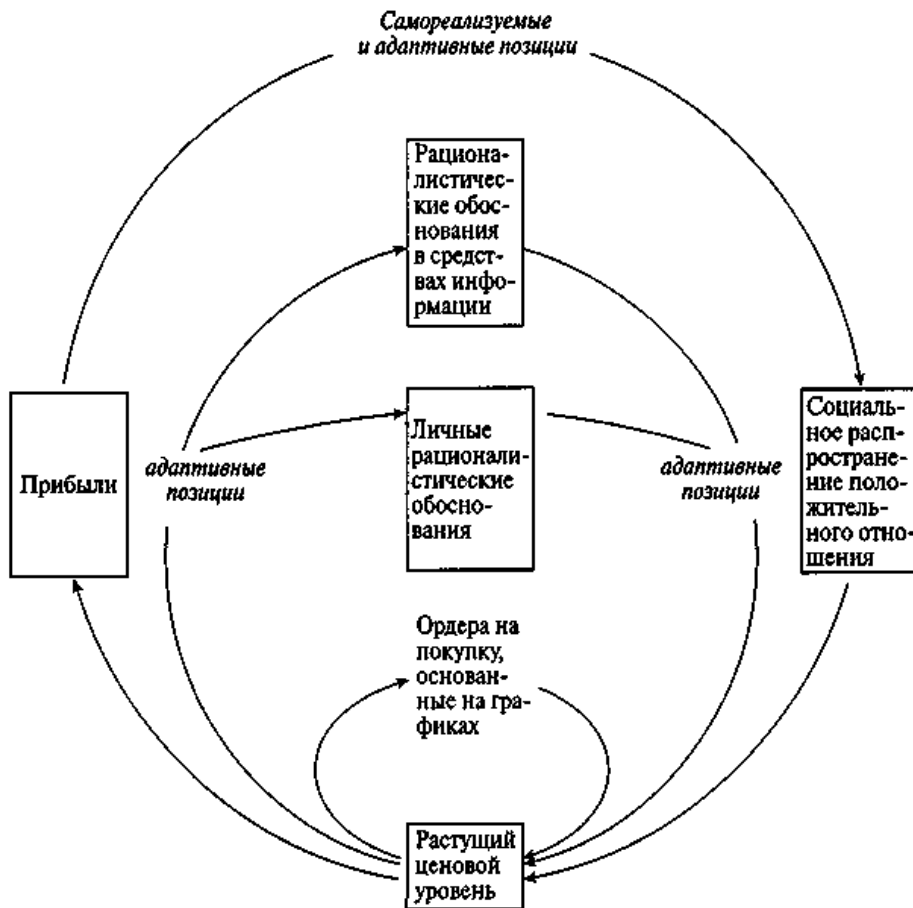 Самореализуемые
и адаптивные позиции
Рациона-
листичес-
кие обос-
нования
в средст-
вах инфо-
рмации
Прибыли
адаптивные
позиции
Личные
рационали-
стические
обосно-
вания
адаптивные
позиции
Социаль-
ное расп-
ростране-
ние поло-
житель-
ного отно-
шения
Ордера на
покупку,
основан-
ные на гра-
фиках
Растущий
ценовой
уровень